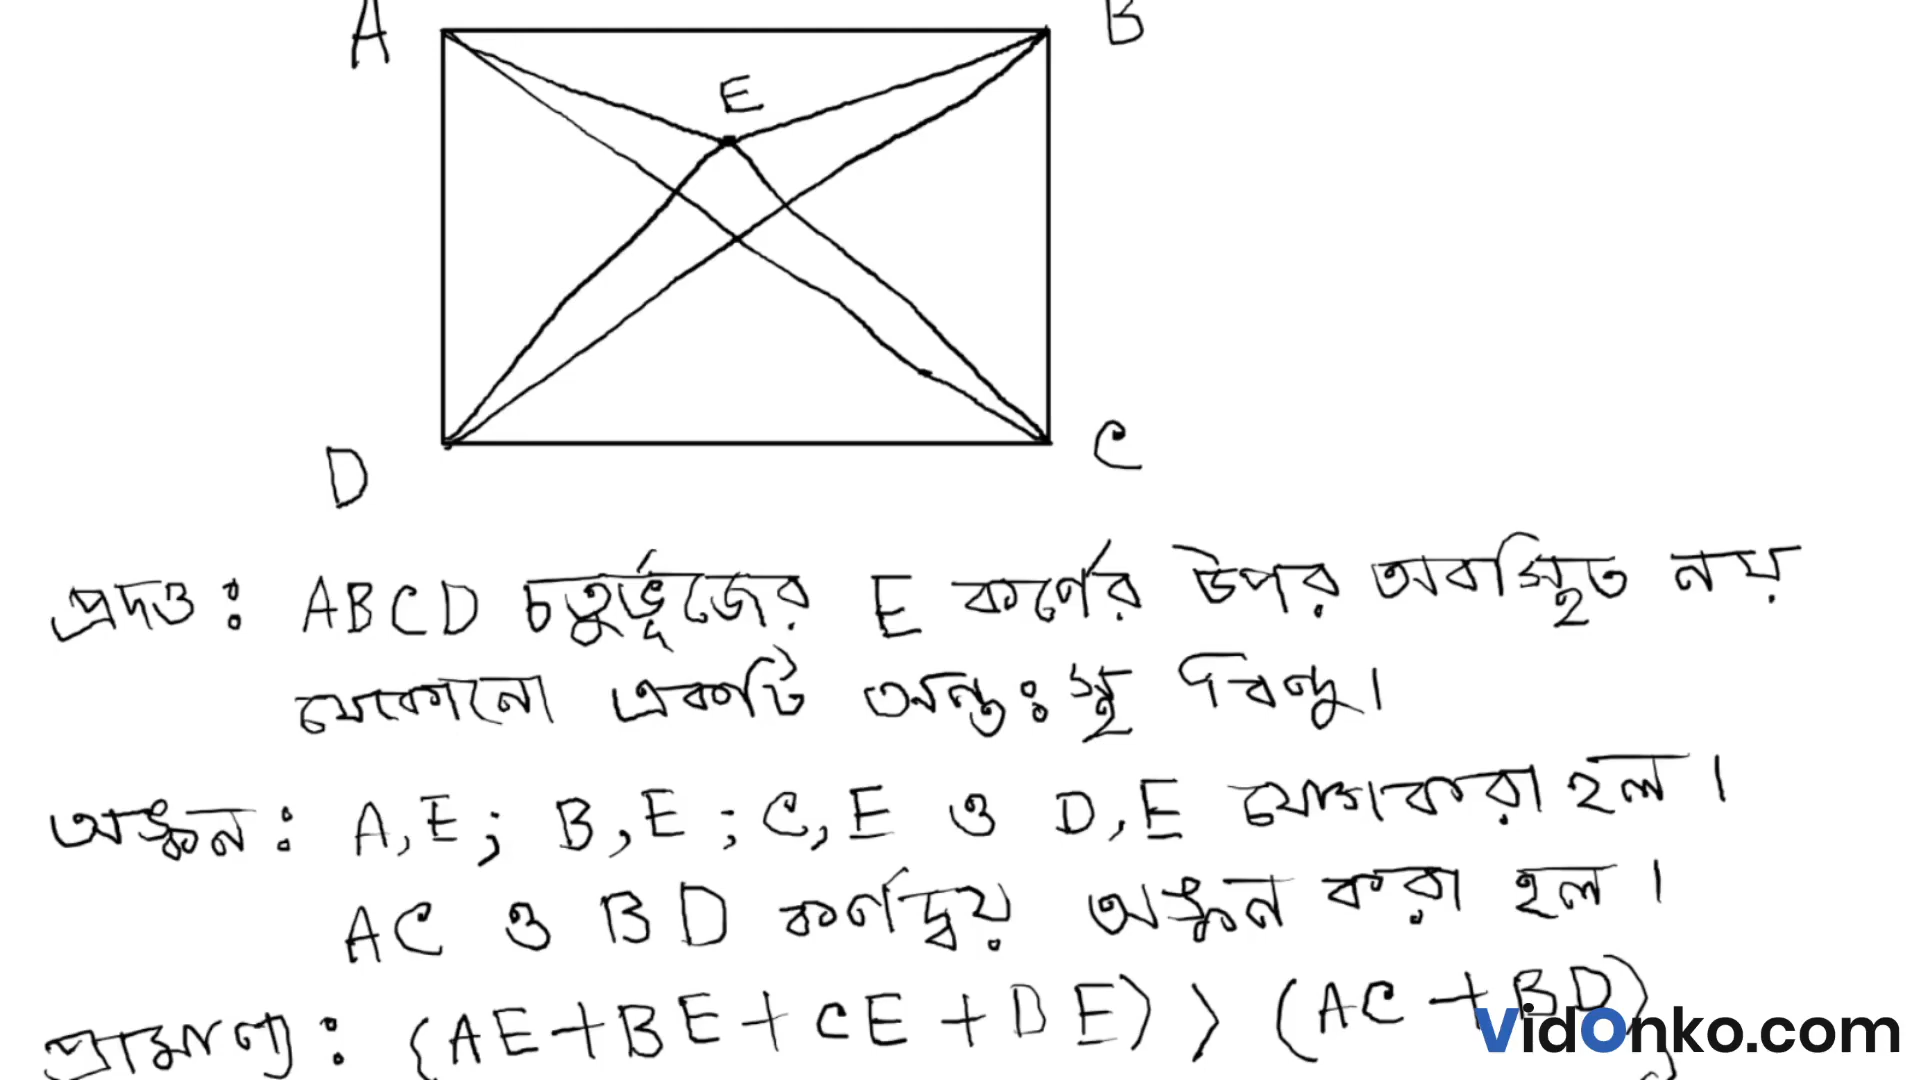 A B
E
D C
প্রদত্ত : ABCD চতুর্ভূজের E কর্ণের উপর অবস্থিত নয়
যেকোনো একটি অন্ত:স্থ বিন্দু।
অঙ্কন : A,E; B,E ; C,E ও D,E যোগকরা হল।
AC ও BD কর্ণদ্বয় অঙ্কন করা হল।
প্রামাণ্য : (AE+BE+CE+DE) > (AC+BD)
VidOnko.com